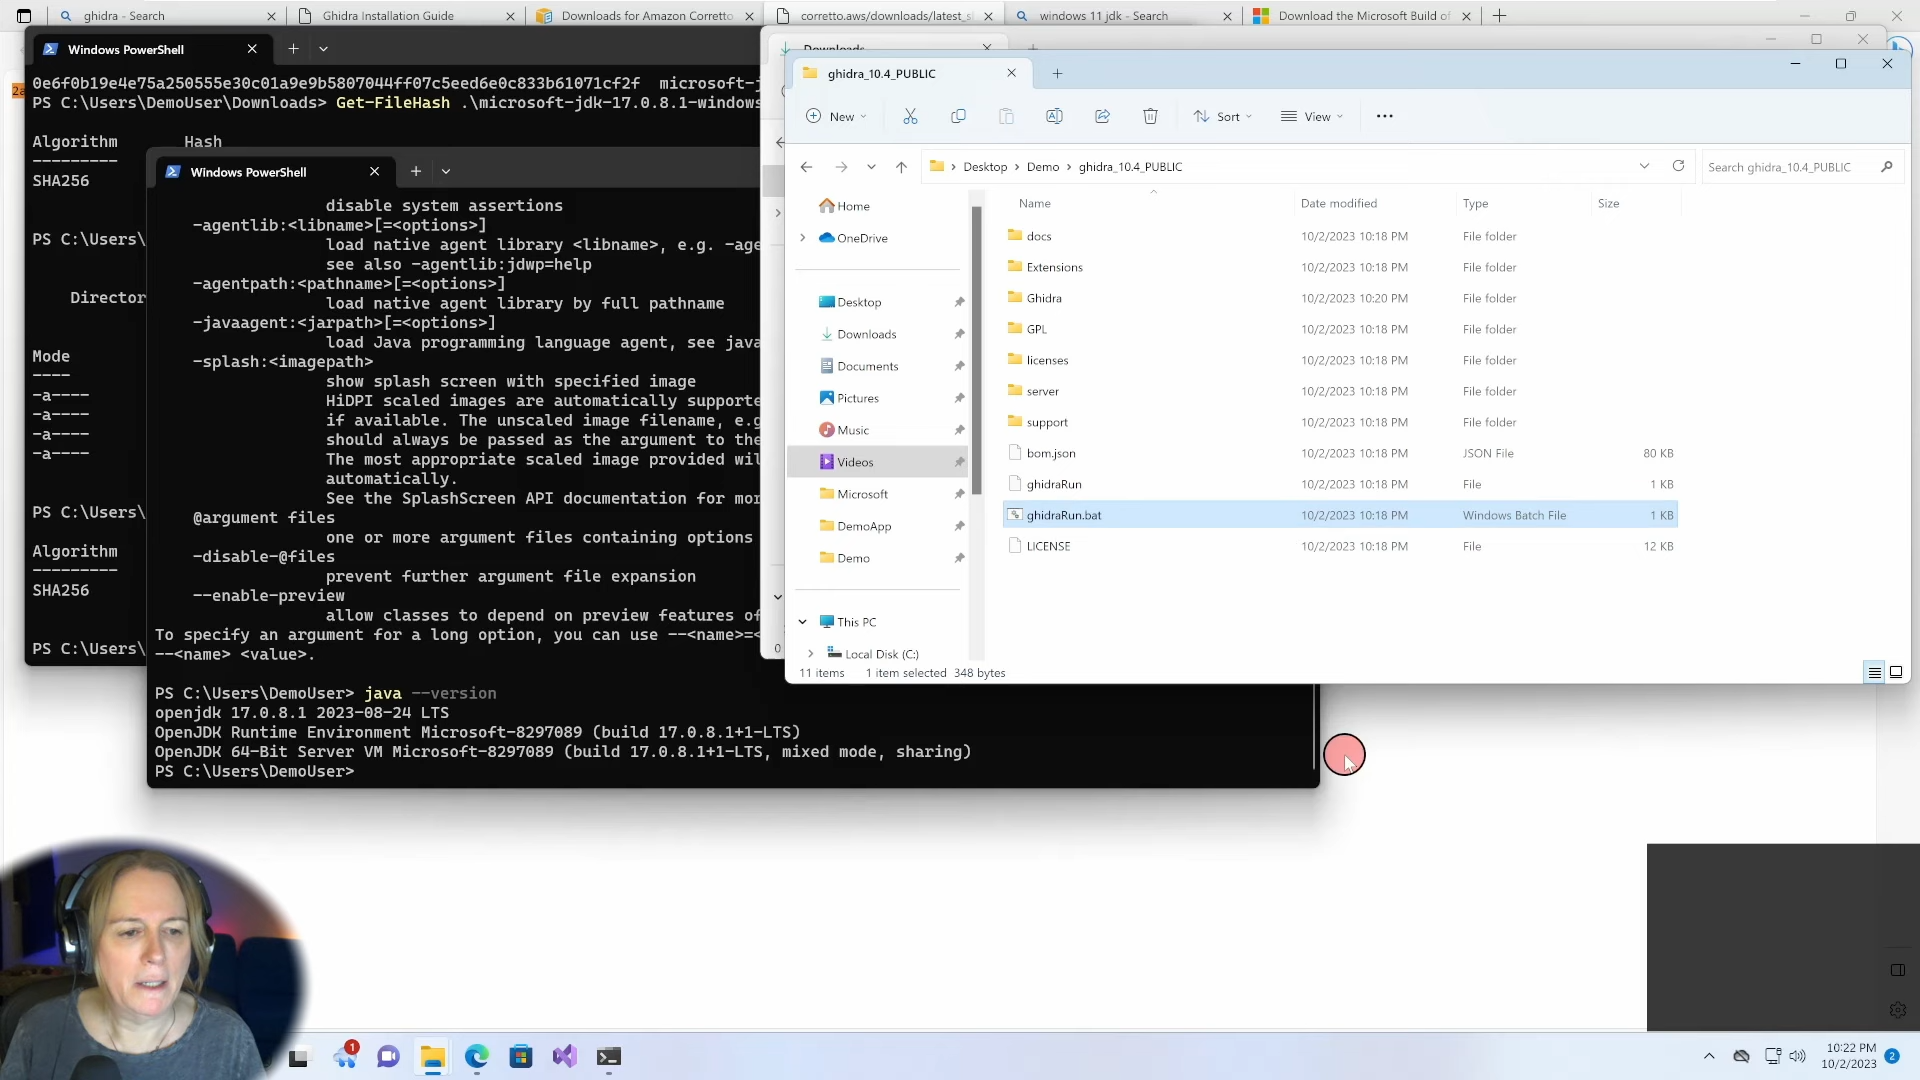 ghidra - Search
Ghidra Installation Guide
Downloads for Amazon Corretto
corretto.aws/downloads/latest_s
windows 11 jdk - Search
Download the Microsoft Build of
Windows PowerShell
0e6f0b19e4e75a250555e30c01a9e9b5807044ff07c5eed6e0c833b61071cf2f  microsoft-j
PS C:\Users\DemoUser\Downloads> Get-FileHash .\microsoft-jdk-17.0.8.1-windows
Algorithm       Hash
---------
SHA256
PS C:\Users\
Director
Mode
----
-a----
-a----
-a----
-a----
PS C:\Users\
Algorithm
---------
SHA256
PS C:\Users\
Windows PowerShell
disable system assertions
-agentlib:<libname>[=<options>]
load native agent library <libname>, e.g. -age
see also -agentlib:jdwp=help
-agentpath:<pathname>[=<options>]
load native agent library by full pathname
-javaagent:<jarpath>[=<options>]
load Java programming language agent, see java
-splash:<imagepath>
show splash screen with specified image
HiDPI scaled images are automatically supporte
if available. The unscaled image filename, e.g
should always be passed as the argument to the
The most appropriate scaled image provided wil
automatically.
See the SplashScreen API documentation for mor
@argument files
one or more argument files containing options
-disable-@files
prevent further argument file expansion
--enable-preview
allow classes to depend on preview features of
To specify an argument for a long option, you can use --<name>=<
--<name> <value>.
PS C:\Users\DemoUser> java --version
openjdk 17.0.8.1 2023-08-24 LTS
OpenJDK Runtime Environment Microsoft-8297089 (build 17.0.8.1+1-LTS)
OpenJDK 64-Bit Server VM Microsoft-8297089 (build 17.0.8.1+1-LTS, mixed mode, sharing)
PS C:\Users\DemoUser>
Downloads
0
ghidra_10.4_PUBLIC
New
Sort
View
Desktop > Demo > ghidra_10.4_PUBLIC
Search ghidra_10.4_PUBLIC
Home
OneDrive
Desktop
Downloads
Documents
Pictures
Music
Videos
Microsoft
DemoApp
Demo
This PC
Local Disk (C:)
Name Date modified Type Size
docs 10/2/2023 10:18 PM File folder
Extensions 10/2/2023 10:18 PM File folder
Ghidra 10/2/2023 10:20 PM File folder
GPL 10/2/2023 10:18 PM File folder
licenses 10/2/2023 10:18 PM File folder
server 10/2/2023 10:18 PM File folder
support 10/2/2023 10:18 PM File folder
bom.json 10/2/2023 10:18 PM JSON File 80 KB
ghidraRun 10/2/2023 10:18 PM File 1 KB
ghidraRun.bat 10/2/2023 10:18 PM Windows Batch File 1 KB
LICENSE 10/2/2023 10:18 PM File 12 KB
11 items 1 item selected 348 bytes
2a
1
10:22 PM
10/2/2023
2